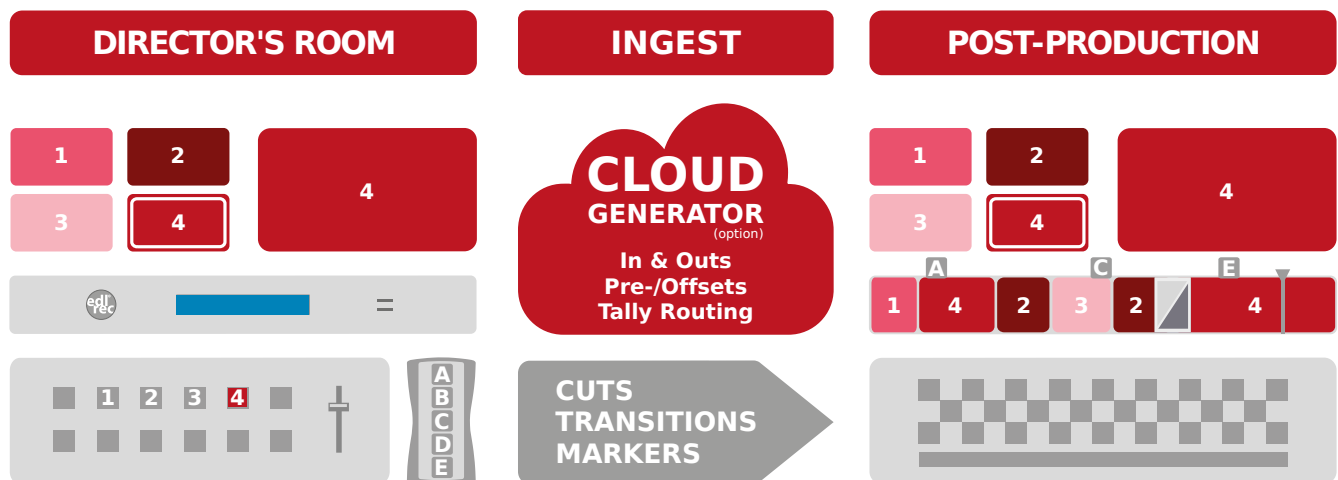 DIRECTOR'S ROOM
INGEST
POST-PRODUCTION
1
2
3
4
4
edl°
rec
1
2
3
4
A
B
C
D
E
CLOUD
GENERATOR
(option)
In & Outs
Pre-/Offsets
Tally Routing
CUTS
TRANSITIONS
MARKERS
1
2
3
4
4
A
C
E
1
4
2
3
2
4